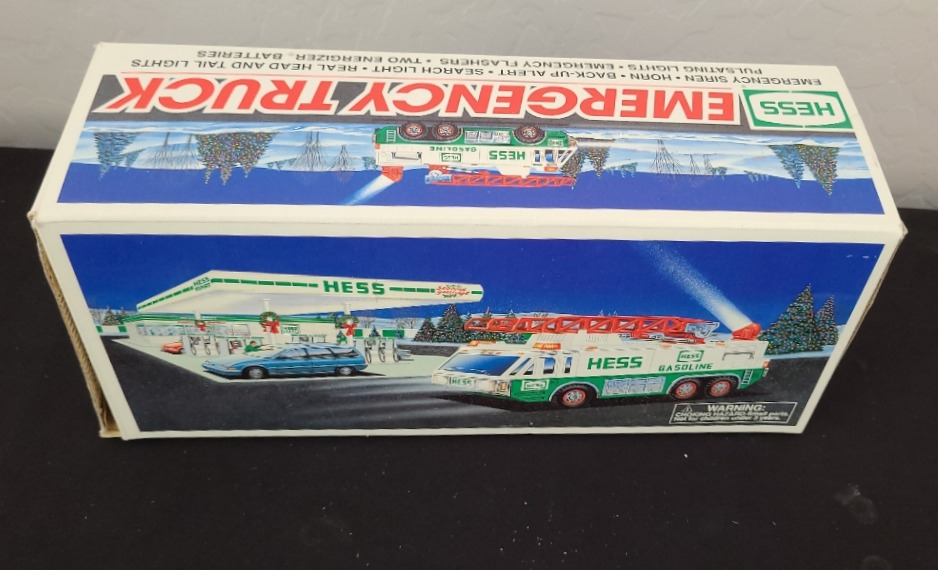 HESS
EMERGENCY TRUCK
EMERGENCY SIREN • HORN • BACK-UP ALERT • SEARCH LIGHT • REAL HEAD AND TAIL LIGHTS
PULSATING LIGHTS • EMERGENCY FLASHERS • TWO ENERGIZER® BATTERIES
HESS
HESS
GASOLINE
HESS
HESS
HESS
HESS
HESS
GASOLINE
WARNING:
CHOKING HAZARD-Small parts.
Not for children under 3 years.